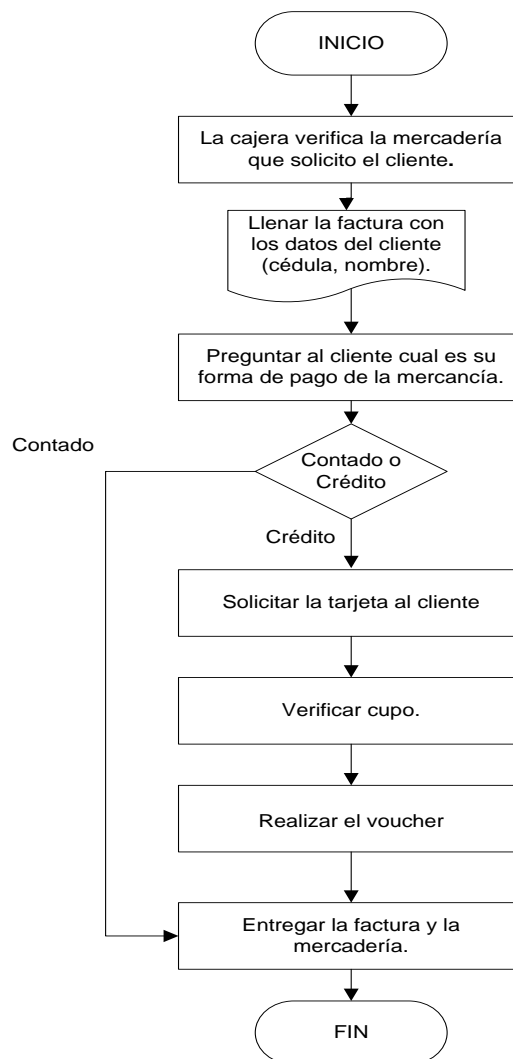 INICIO
La cajera verifica la mercadería
que solicito el cliente.
Llenar la factura con
los datos del cliente
(cédula, nombre).
Preguntar al cliente cual es su
forma de pago de la mercancía.
Contado
Contado o
Crédito
Crédito
Solicitar la tarjeta al cliente
Verificar cupo.
Realizar el voucher
Entregar la factura y la
mercadería.
FIN